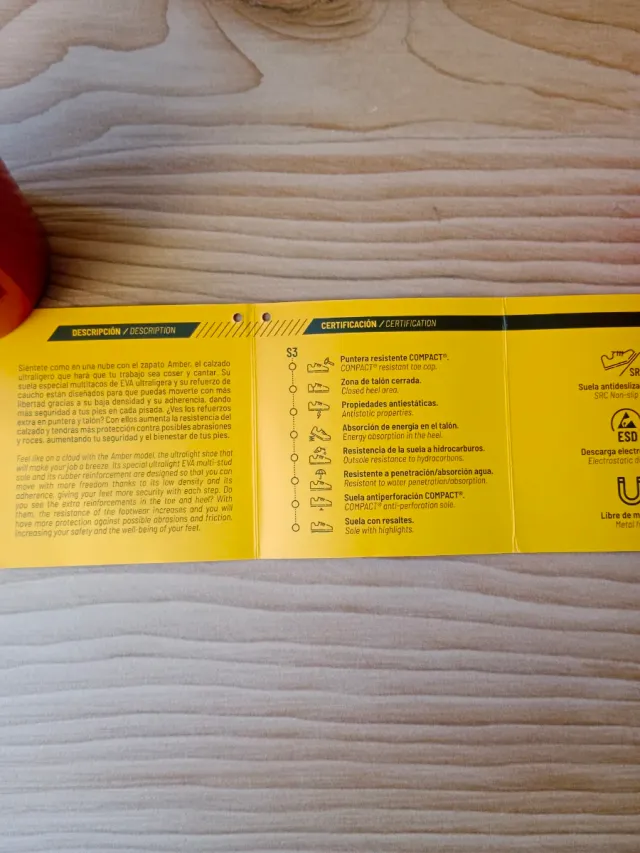 DESCRIPCIÓN / DESCRIPTION
Siéntete como en una nube con el zapato Amber, el calzado
ultraligero que hará que tu trabajo sea coser y cantar. Su
suela especial multitacos de EVA ultraligera y su refuerzo de
caucho están diseñados para que puedas moverte con más
libertad gracias a su baja densidad y su adherencia, dando
más seguridad a tus pies en cada pisada. ¿Ves los refuerzos
extra en puntera y talón? Con ellos aumenta la resistencia del
calzado y tendrás más protección contra posibles abrasiones
y roces, aumentando tu seguridad y el bienestar de tus pies.
Feel like on a cloud with the Amber model, the ultralight shoe that
will make your job a breeze. Its special ultralight EVA multi-stud
sole and its rubber reinforcement are designed so that you can
move with more freedom thanks to its low density and its
adherence, giving your feet more security with each step. Do
you see the extra reinforcements in the toe and heel? With
them, the resistance of the footwear increases and you will
have more protection against possible abrasions and friction,
increasing your safety and the well-being of your feet.
CERTIFICACIÓN / CERTIFICATION
S3
Puntera resistente COMPACT®.
COMPACT® resistant toe cap.
Zona de talón cerrada.
Closed heel area.
Propiedades antiestáticas.
Antistatic properties.
Absorción de energía en el talón.
Energy absorption in the heel.
Resistencia de la suela a hidrocarburos.
Outsole resistance to hydrocarbons.
Resistente a penetración/absorción agua.
Resistant to water penetration/absorption.
Suela antiperforación COMPACT®.
COMPACT® anti-perforation sole.
Suela con resaltes.
Sole with highlights.
SR
Suela antidesliza
SRC Non-slip
ESD
Descarga electro
Electrostatic d
Libre de m
Metal f